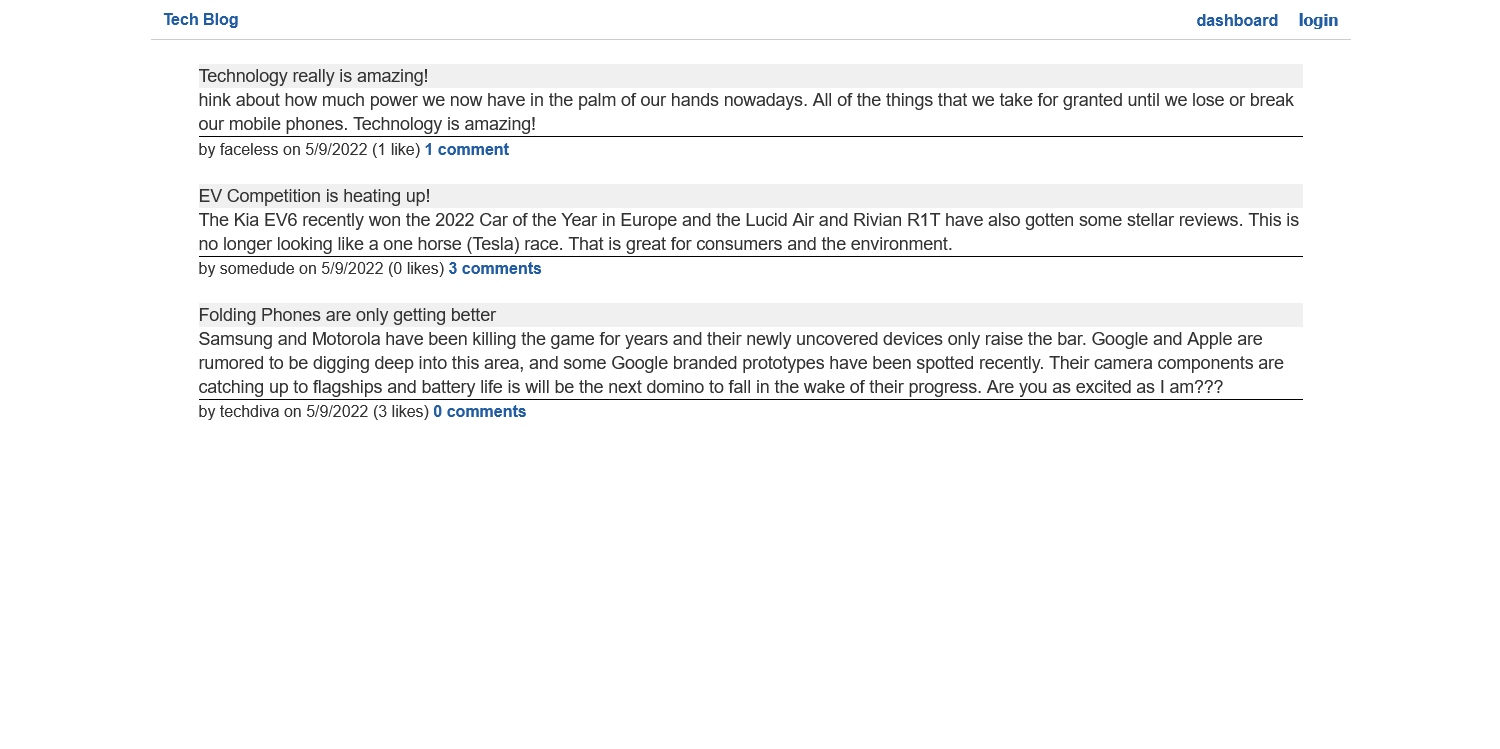 Tech Blog
dashboard login
Technology really is amazing!
hink about how much power we now have in the palm of our hands nowadays. All of the things that we take for granted until we lose or break
our mobile phones. Technology is amazing!
by faceless on 5/9/2022 (1 like) 1 comment
EV Competition is heating up!
The Kia EV6 recently won the 2022 Car of the Year in Europe and the Lucid Air and Rivian R1T have also gotten some stellar reviews. This is
no longer looking like a one horse (Tesla) race. That is great for consumers and the environment.
by somedude on 5/9/2022 (0 likes) 3 comments
Folding Phones are only getting better
Samsung and Motorola have been killing the game for years and their newly uncovered devices only raise the bar. Google and Apple are
rumored to be digging deep into this area, and some Google branded prototypes have been spotted recently. Their camera components are
catching up to flagships and battery life is will be the next domino to fall in the wake of their progress. Are you as excited as I am???
by techdiva on 5/9/2022 (3 likes) 0 comments